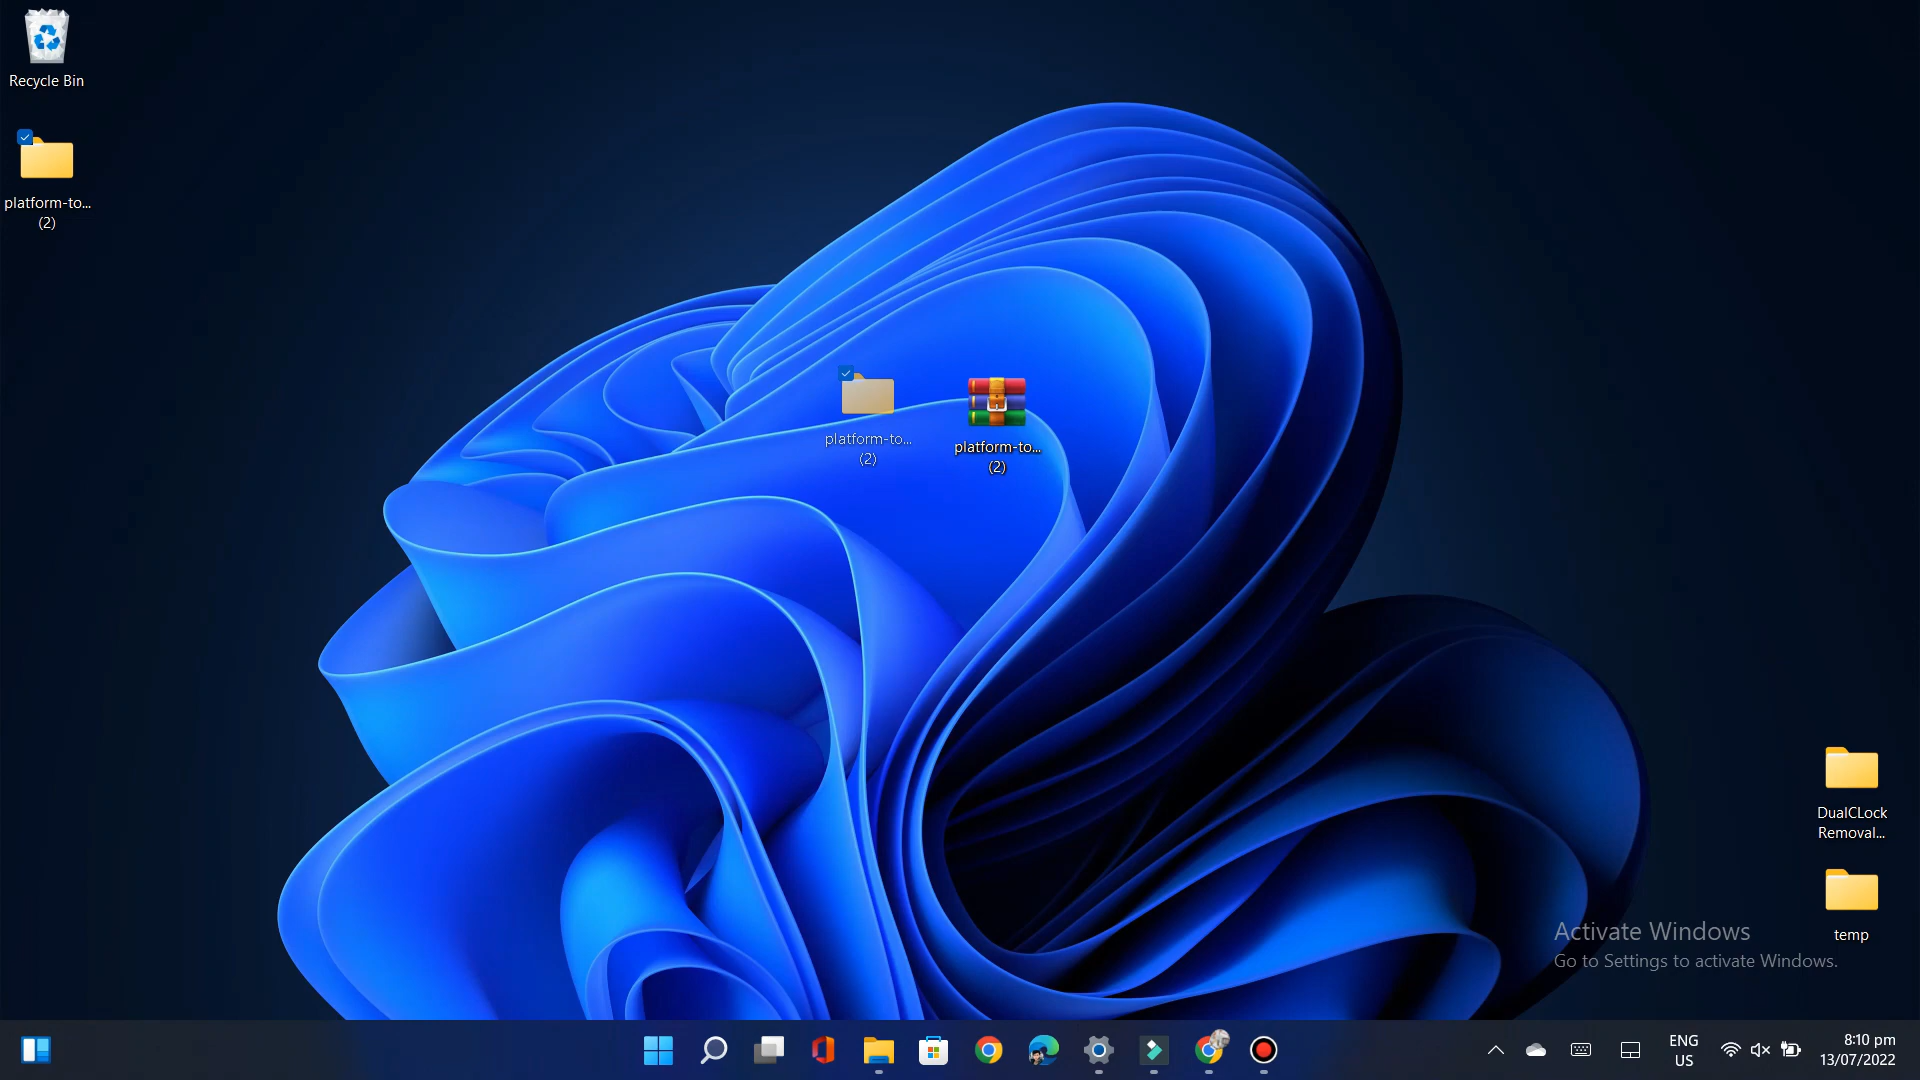 Recycle Bin
platform-to...
(2)
platform-to...
(2)
platform-to...
(2)
DualCLock
Removal...
temp
Activate Windows
Go to Settings to activate Windows.
ENG
US
8:10 pm
13/07/2022